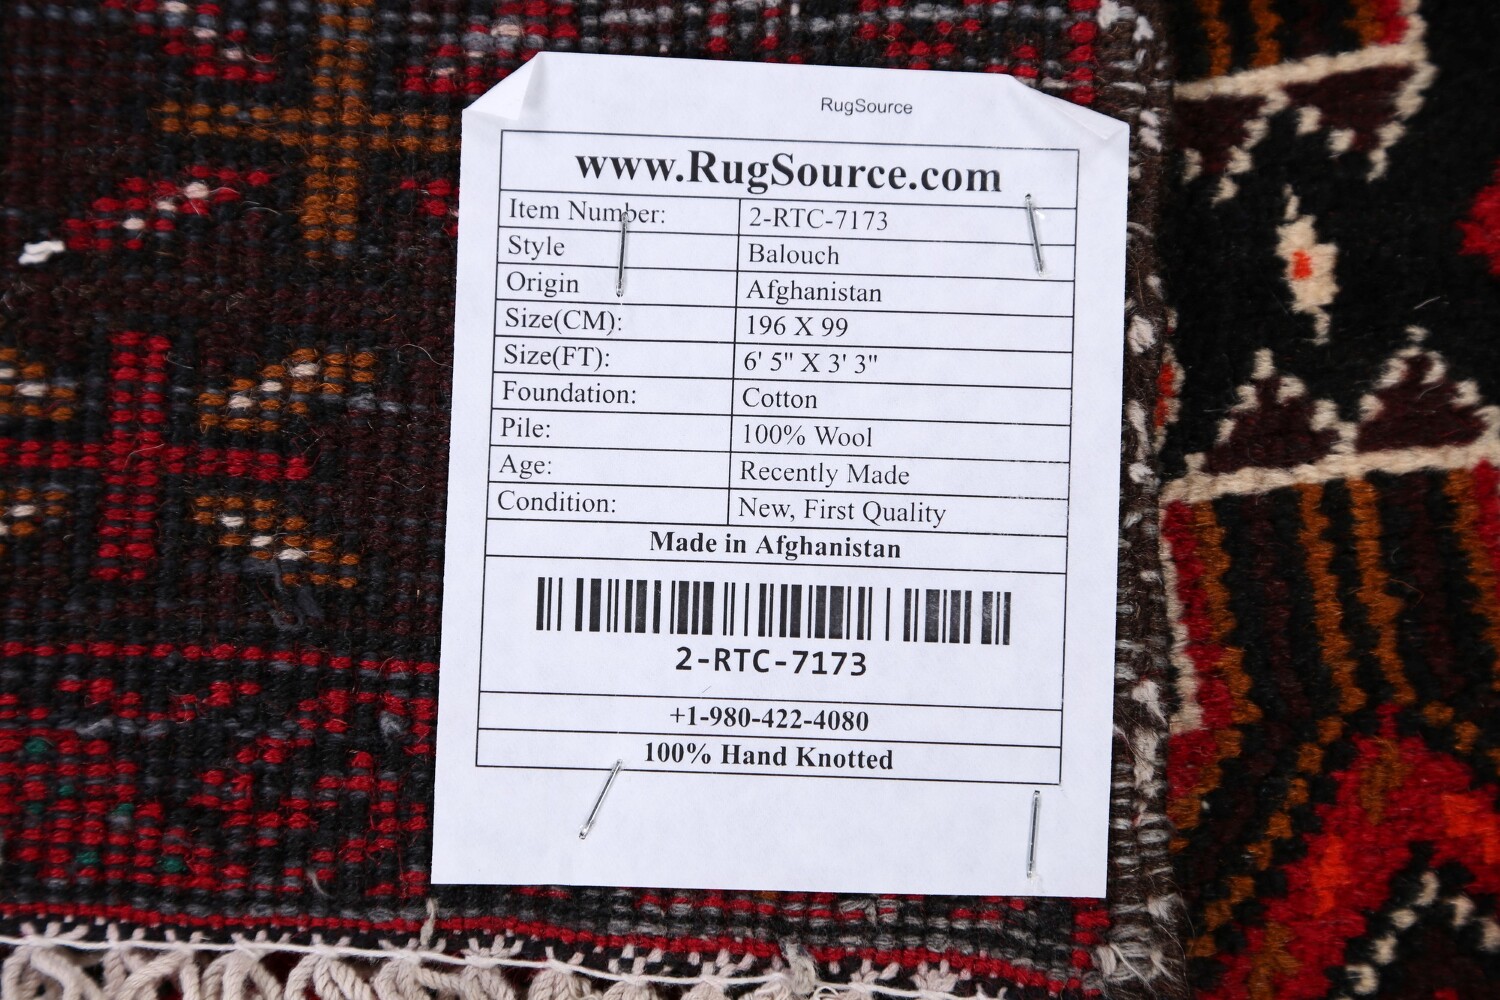 RugSource
www.RugSource.com
Item Number: 2-RTC-7173
Style Balouch
Origin Afghanistan
Size(CM): 196 X 99
Size(FT): 6' 5" X 3' 3"
Foundation: Cotton
Pile: 100% Wool
Age: Recently Made
Condition: New, First Quality
Made in Afghanistan
2-RTC-7173
+1-980-422-4080
100% Hand Knotted